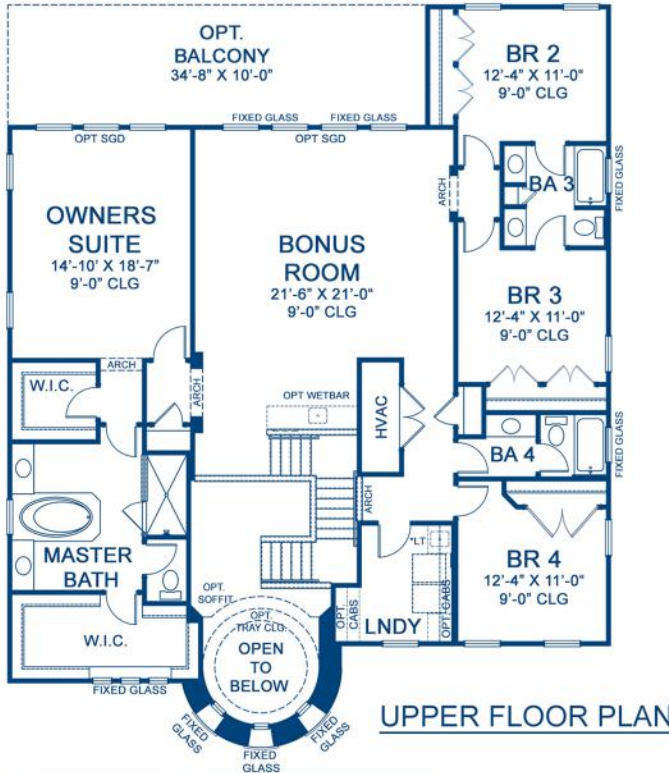 OPT.
BALCONY
34'-8" X 10'-0"
BR 2
12'-4" X 11'-0"
9'-0" CLG
FIXED GLASS
FIXED GLASS
OPT SGD
OPT SGD
OWNERS
SUITE
14'-10' X 18'-7"
9'-0" CLG
BONUS
ROOM
21'-6" X 21'-0"
9'-0" CLG
ARCH
BA 3
FIXED GLASS
BR 3
12'-4" X 11'-0"
9'-0" CLG
W.I.C.
ARCH
ARCH
OPT WETBAR
HVAC
BA 4
FIXED GLASS
ARCH
MASTER
BATH
BR 4
12'-4" X 11'-0"
9'-0" CLG
"LT
OPT.
CABS
LNDY
OPT. CABS
W.I.C.
FIXED GLASS
OPT.
SOFFIT
OPT.
TRAY CLG.
OPEN
TO
BELOW
FIXED
GLASS
FIXED
GLASS
FIXED
GLASS
UPPER FLOOR PLAN